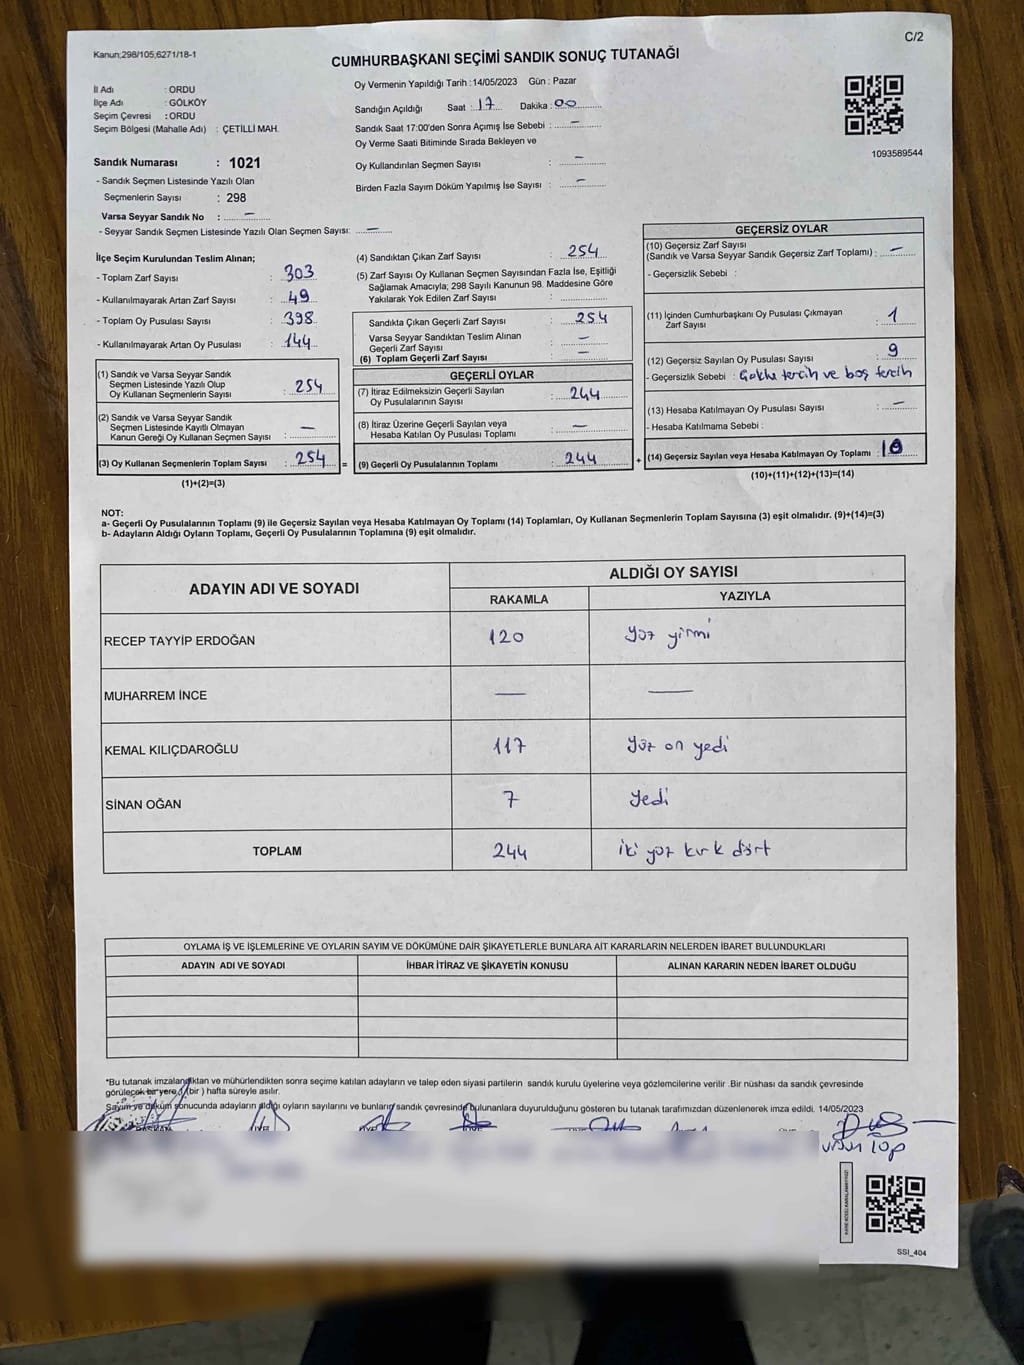 Kanun:298/105,6271/18-1
C/2
CUMHURBAŞKANI SEÇİMİ SANDIK SONUÇ TUTANAĞI
İl Adı : ORDU
İlçe Adı : GÖLKÖY
Seçim Çevresi : ORDU
Seçim Bölgesi (Mahalle Adı) : ÇETİLLİ MAH.
Sandık Numarası : 1021
- Sandık Seçmen Listesinde Yazılı Olan
Seçmenlerin Sayısı : 298
Varsa Seyyar Sandık No : —
- Seyyar Sandık Seçmen Listesinde Yazılı Olan Seçmen Sayısı: —
Oy Vermenin Yapıldığı Tarih : 14/05/2023 Gün : Pazar
Sandığın Açıldığı Saat : 17 Dakika : 00
Sandık Saat 17:00'den Sonra Açımış İse Sebebi : —
Oy Verme Saati Bitiminde Sırada Bekleyen ve
Oy Kullandırılan Seçmen Sayısı : —
Birden Fazla Sayım Döküm Yapılmış İse Sayısı : —
1093589544
İlçe Seçim Kurulundan Teslim Alınan;
- Toplam Zarf Sayısı : 303
- Kullanılmayarak Artan Zarf Sayısı : 49
- Toplam Oy Pusulası Sayısı : 398
- Kullanılmayarak Artan Oy Pusulası : 144
(1) Sandık ve Varsa Seyyar Sandık
Seçmen Listesinde Yazılı Olup
Oy Kullanan Seçmenlerin Sayısı : 254
(2) Sandık ve Varsa Seyyar Sandık
Seçmen Listesinde Kayıtlı Olmayan
Kanun Gereği Oy Kullanan Seçmen Sayısı : —
(3) Oy Kullanan Seçmenlerin Toplam Sayısı : 254 =
(1)+(2)=(3)
(4) Sandıktan Çıkan Zarf Sayısı : 254
(5) Zarf Sayısı Oy Kullanan Seçmen Sayısından Fazla İse, Eşitliği
Sağlamak Amacıyla; 298 Sayılı Kanunun 98. Maddesine Göre
Yakılarak Yok Edilen Zarf Sayısı :
Sandıkta Çıkan Geçerli Zarf Sayısı : 254
Varsa Seyyar Sandıktan Teslim Alınan
Geçerli Zarf Sayısı : —
(6) Toplam Geçerli Zarf Sayısı : —
GEÇERLİ OYLAR
(7) İtiraz Edilmeksizin Geçerli Sayılan
Oy Pusulalarının Sayısı : 244
(8) İtiraz Üzerine Geçerli Sayılan veya
Hesaba Katılan Oy Pusulası Toplamı : —
(9) Geçerli Oy Pusulalarının Toplamı : 244 +
GEÇERSİZ OYLAR
(10) Geçersiz Zarf Sayısı
(Sandık ve Varsa Seyyar Sandık Geçersiz Zarf Toplamı) : —
- Geçersizlik Sebebi :
(11) İçinden Cumhurbaşkanı Oy Pusulası Çıkmayan
Zarf Sayısı : 1
(12) Geçersiz Sayılan Oy Pusulası Sayısı : 9
- Geçersizlik Sebebi : tercih ve boş tercih
(13) Hesaba Katılmayan Oy Pusulası Sayısı : —
- Hesaba Katılmama Sebebi :
(14) Geçersiz Sayılan veya Hesaba Katılmayan Oy Toplamı : 10
(10)+(11)+(12)+(13)=(14)
NOT:
a- Geçerli Oy Pusulalarının Toplamı (9) ile Geçersiz Sayılan veya Hesaba Katılmayan Oy Toplamı (14) Toplamları, Oy Kullanan Seçmenlerin Toplam Sayısına (3) eşit olmalıdır. (9)+(14)=(3)
b- Adayların Aldığı Oyların Toplamı, Geçerli Oy Pusulalarının Toplamına (9) eşit olmalıdır.
ADAYIN ADI VE SOYADI
ALDIĞI OY SAYISI
RAKAMLA YAZIYLA
RECEP TAYYİP ERDOĞAN 120 Yüz yirmi
MUHARREM İNCE — —
KEMAL KILIÇDAROĞLU 117 Yüz on yedi
SİNAN OĞAN 7 Yedi
TOPLAM 244 iki yüz kırk dört
OYLAMA İŞ VE İŞLEMLERİNE VE OYLARIN SAYIM VE DÖKÜMÜNE DAİR ŞİKAYETLERLE BUNLARA AİT KARARLARIN NELERDEN İBARET BULUNDUKLARI
ADAYIN ADI VE SOYADI İHBAR İTİRAZ VE ŞİKAYETİN KONUSU ALINAN KARARIN NEDEN İBARET OLDUĞU
*Bu tutanak imzalandıktan ve mühürlendikten sonra seçime katılan adayların ve talep eden siyasi partilerin sandık kurulu üyelerine veya gözlemcilerine verilir .Bir nüshası da sandık çevresinde
görülecek bir yere 1 (bir ) hafta süreyle asılır.
Sayım ve döküm sonucunda adayların aldığı oyların sayılarını ve bunların sandık çevresinde bulunanlara duyurulduğunu gösteren bu tutanak tarafımızdan düzenlenerek imza edildi. 14/05/2023
SSI_404